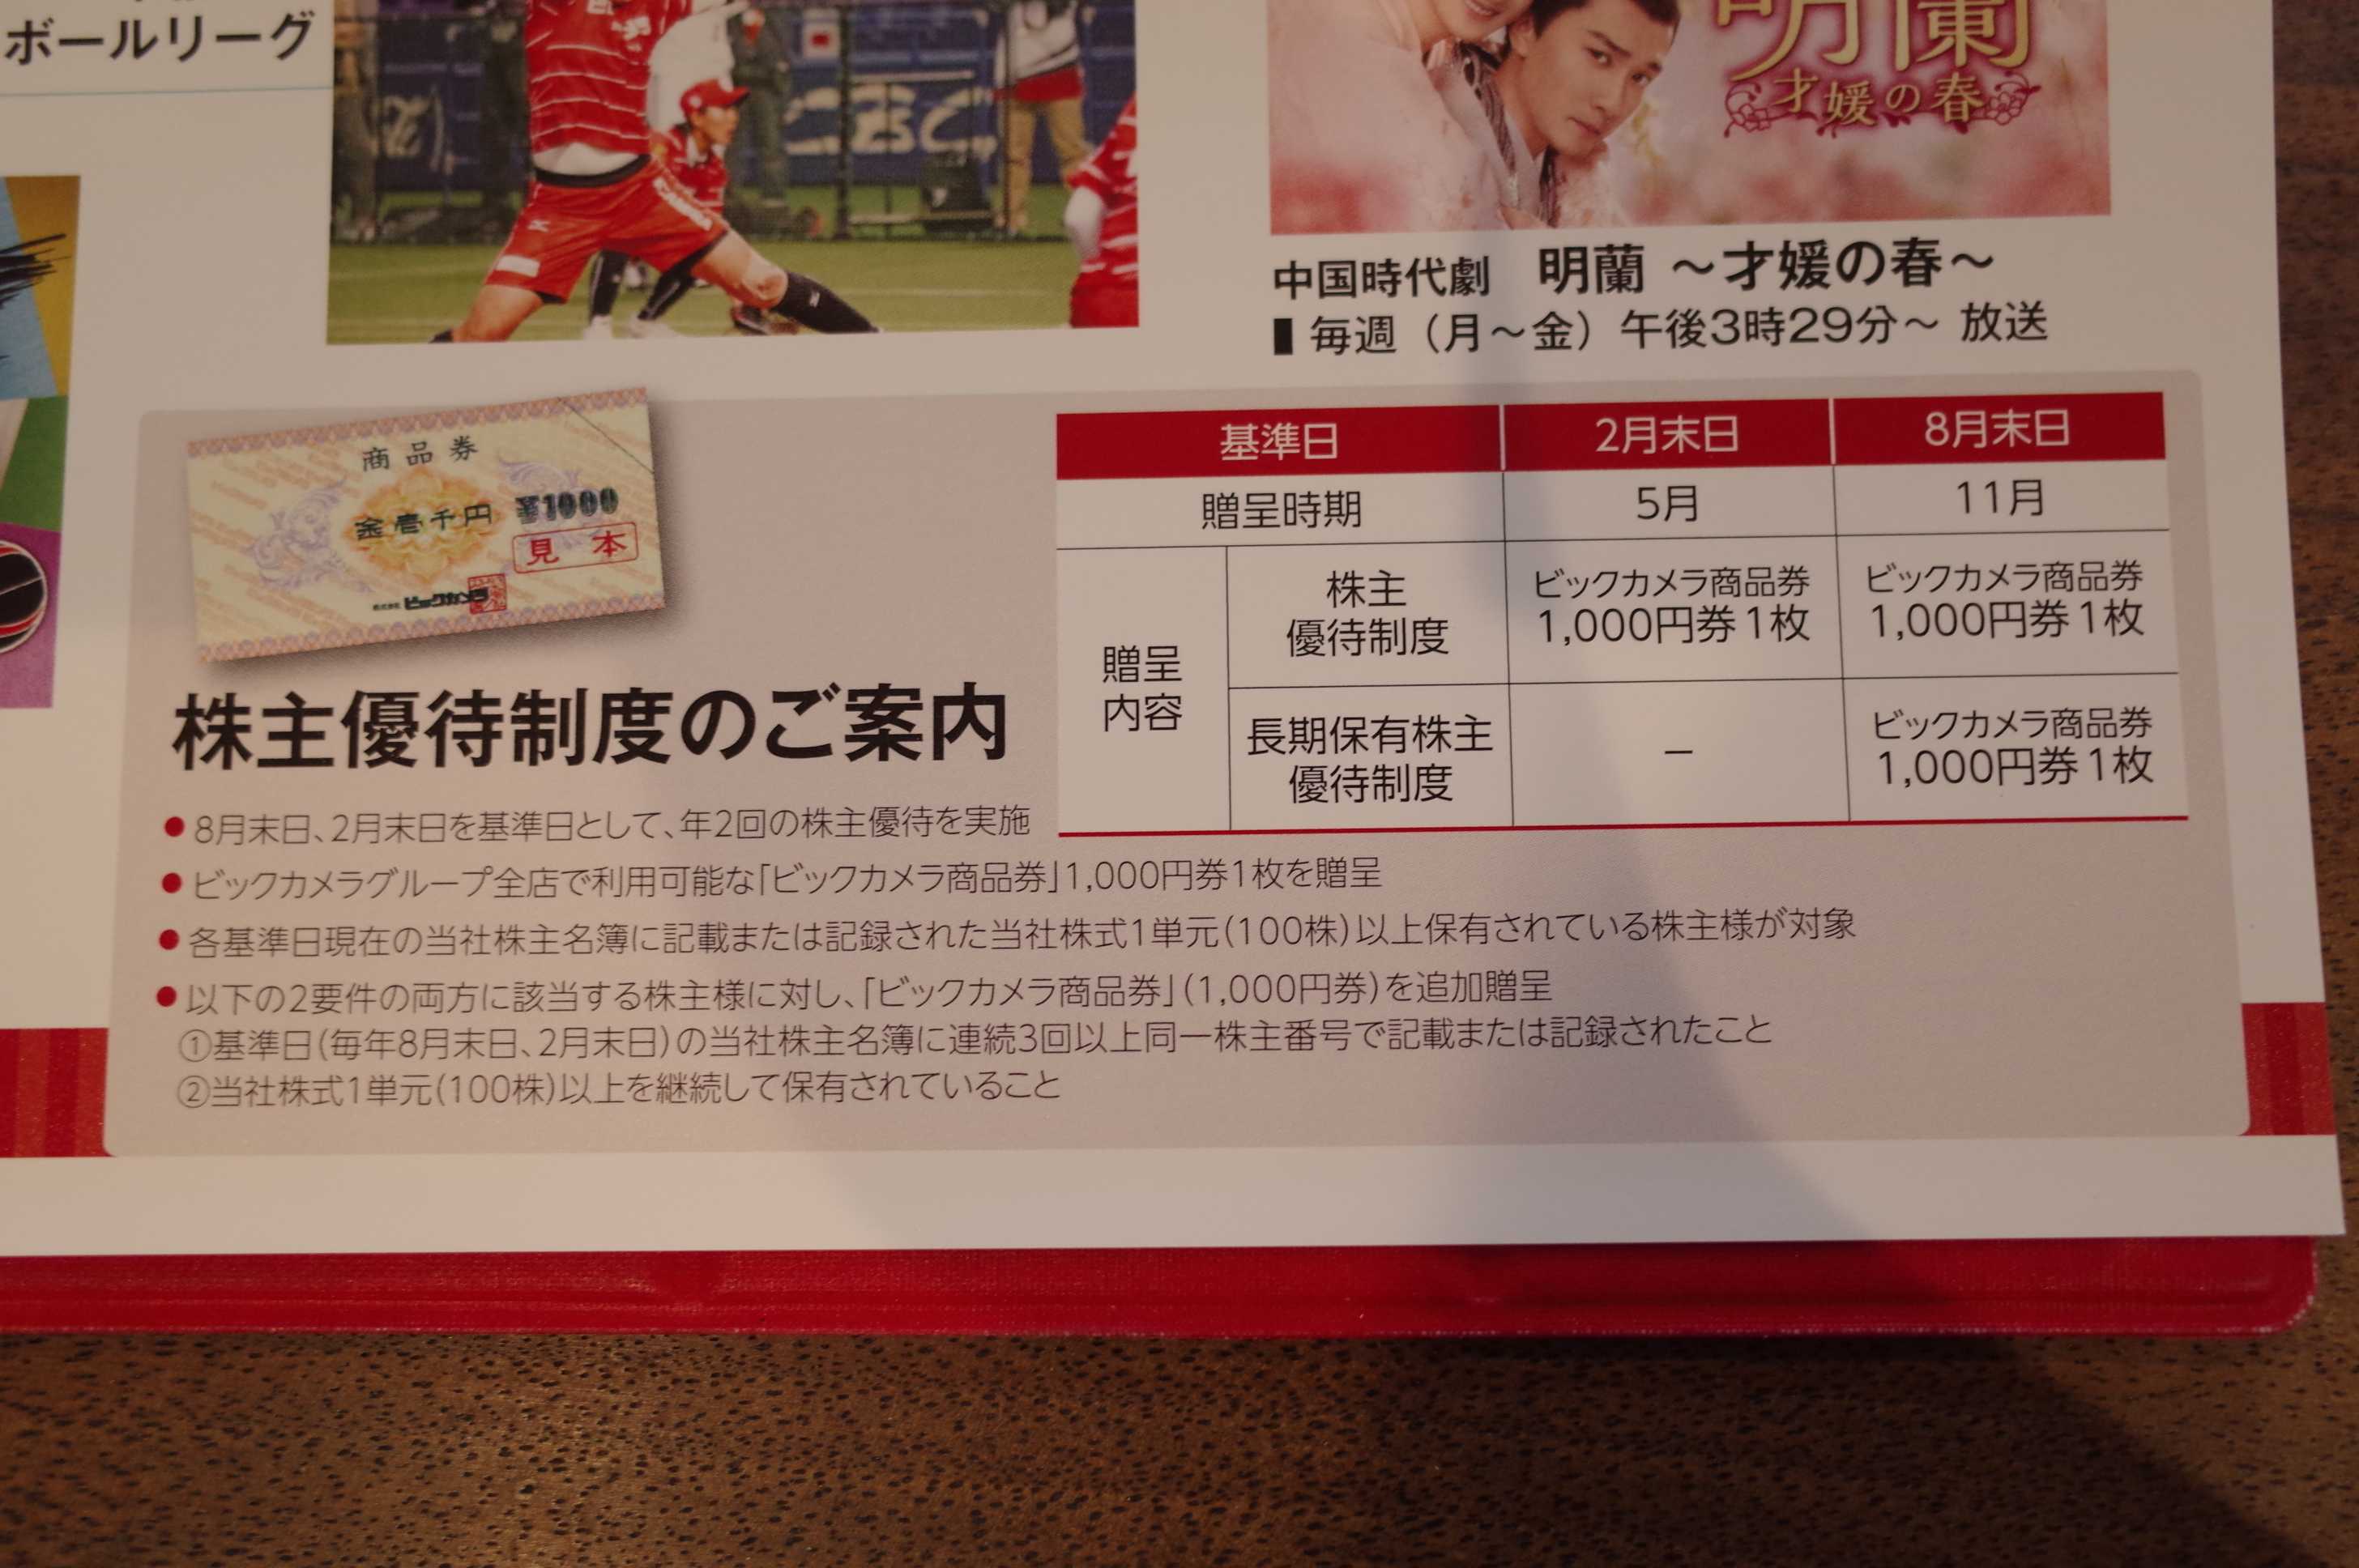 ボールリーグ
明蘭
才媛の春
中国時代劇 明蘭 ～才媛の春～
▮ 毎週（月～金）午後3時29分～ 放送
商品券
金壱千円 ¥1000
見本
株式会社 ビックカメラ
株主優待制度のご案内
基準日 2月末日 8月末日
贈呈時期 5月 11月
贈呈
内容
株主
優待制度
ビックカメラ商品券
1,000円券 1枚
ビックカメラ商品券
1,000円券 1枚
長期保有株主
優待制度
–
ビックカメラ商品券
1,000円券 1枚
●8月末日、2月末日を基準日として、年2回の株主優待を実施
●ビックカメラグループ全店で利用可能な「ビックカメラ商品券」1,000円券1枚を贈呈
●各基準日現在の当社株主名簿に記載または記録された当社株式1単元(100株)以上保有されている株主様が対象
●以下の2要件の両方に該当する株主様に対し、「ビックカメラ商品券」(1,000円券)を追加贈呈
①基準日(毎年8月末日、2月末日)の当社株主名簿に連続3回以上同一株主番号で記載または記録されたこと
②当社株式1単元(100株)以上を継続して保有されていること